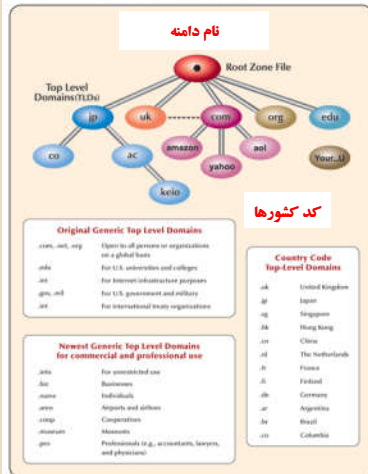 نام دامنه
Root Zone File
Top Level
Domains(TLDs)
jp
uk
com
org
edu
co
ac
amazon
yahoo
aol
Your..U
keio
کد کشورها
Original Generic Top Level Domains
.com, .net, .org Open to all persons or organizations
on a global basis
.edu For U.S. universities and colleges
For Internet infrastructure purposes
.gov, .mil For U.S. government and military
.int For international treaty organizations
Newest Generic Top Level Domains
for commercial and professional use
.info For unrestricted use
.biz Businesses
.name Individuals
.aero Airports and airlines
.coop Cooperatives
.museum Museums
.pro Professionals (e.g., accountants, lawyers,
and physicians)
Country Code
Top-Level Domains
.uk United Kingdom
.jp Japan
.sg Singapore
.hk Hong Kong
.cn China
.nl The Netherlands
.fr France
.fi Finland
.de Germany
.ar Argentina
.br Brazil
.co Columbia